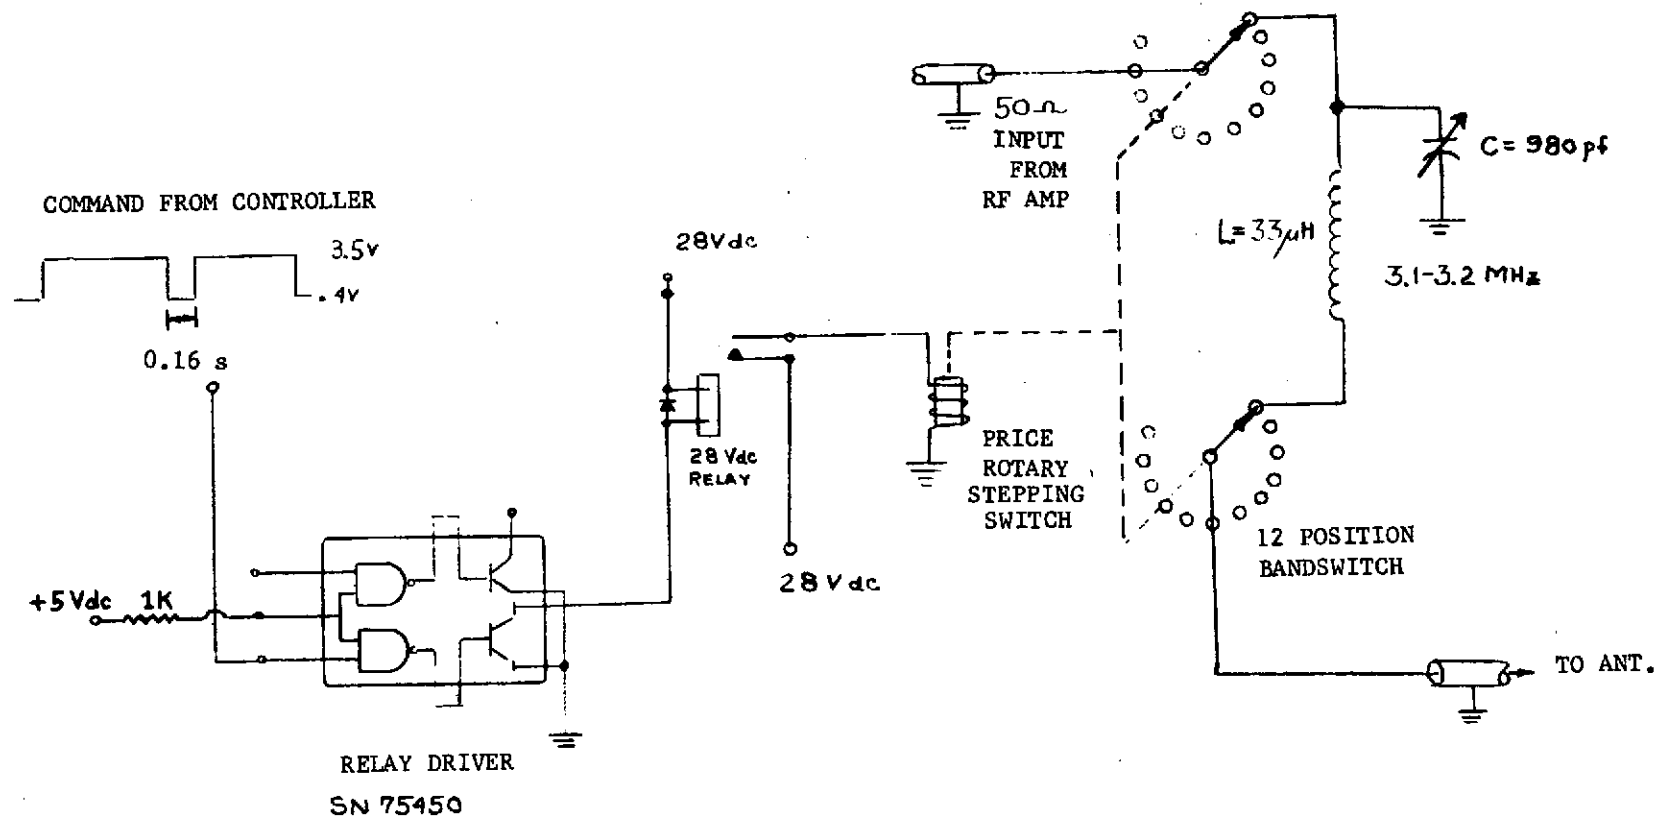 COMMAND FROM CONTROLLER
3.5v
.4v
0.16 s
28Vdc
28 Vdc
RELAY
28 Vdc
+5Vdc
1K
RELAY DRIVER
SN 75450
50Ω
INPUT
FROM
RF AMP
C= 980 pf
L=33μH
3.1-3.2 MHz
PRICE
ROTARY
STEPPING
SWITCH
12 POSITION
BANDSWITCH
TO ANT.